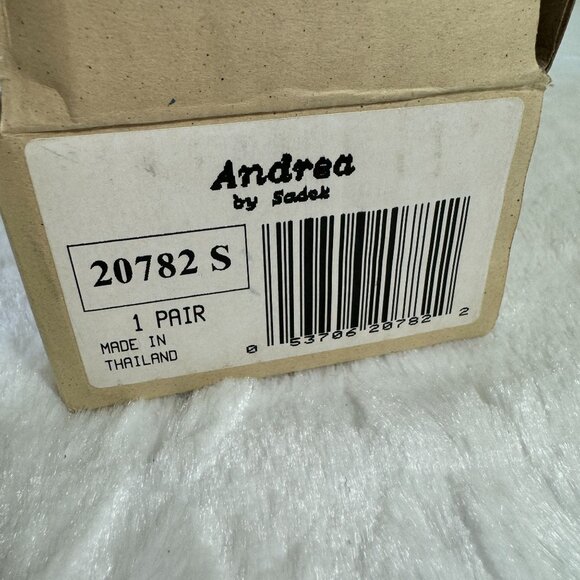 Andrea
by Sadek
20782 S
1 PAIR
MADE IN
THAILAND
0 53706 20782 2